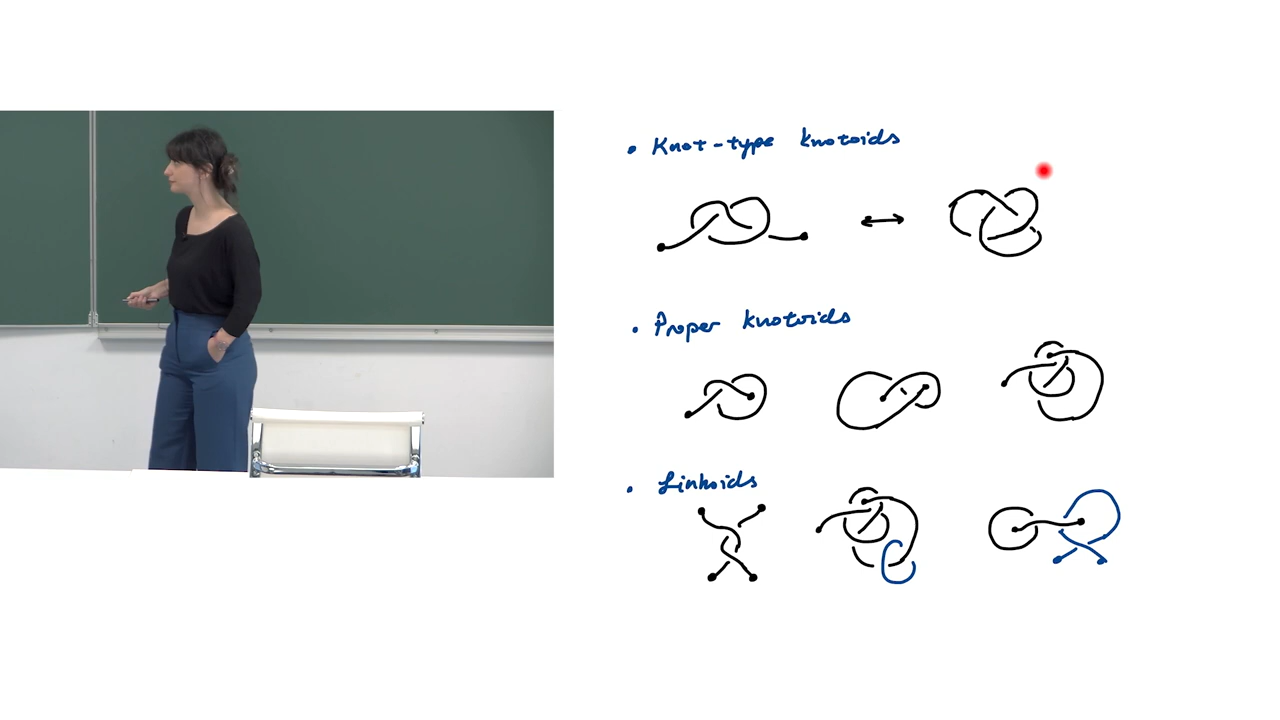 • Knot-type knotoids
• Proper knotoids
• Linkoids